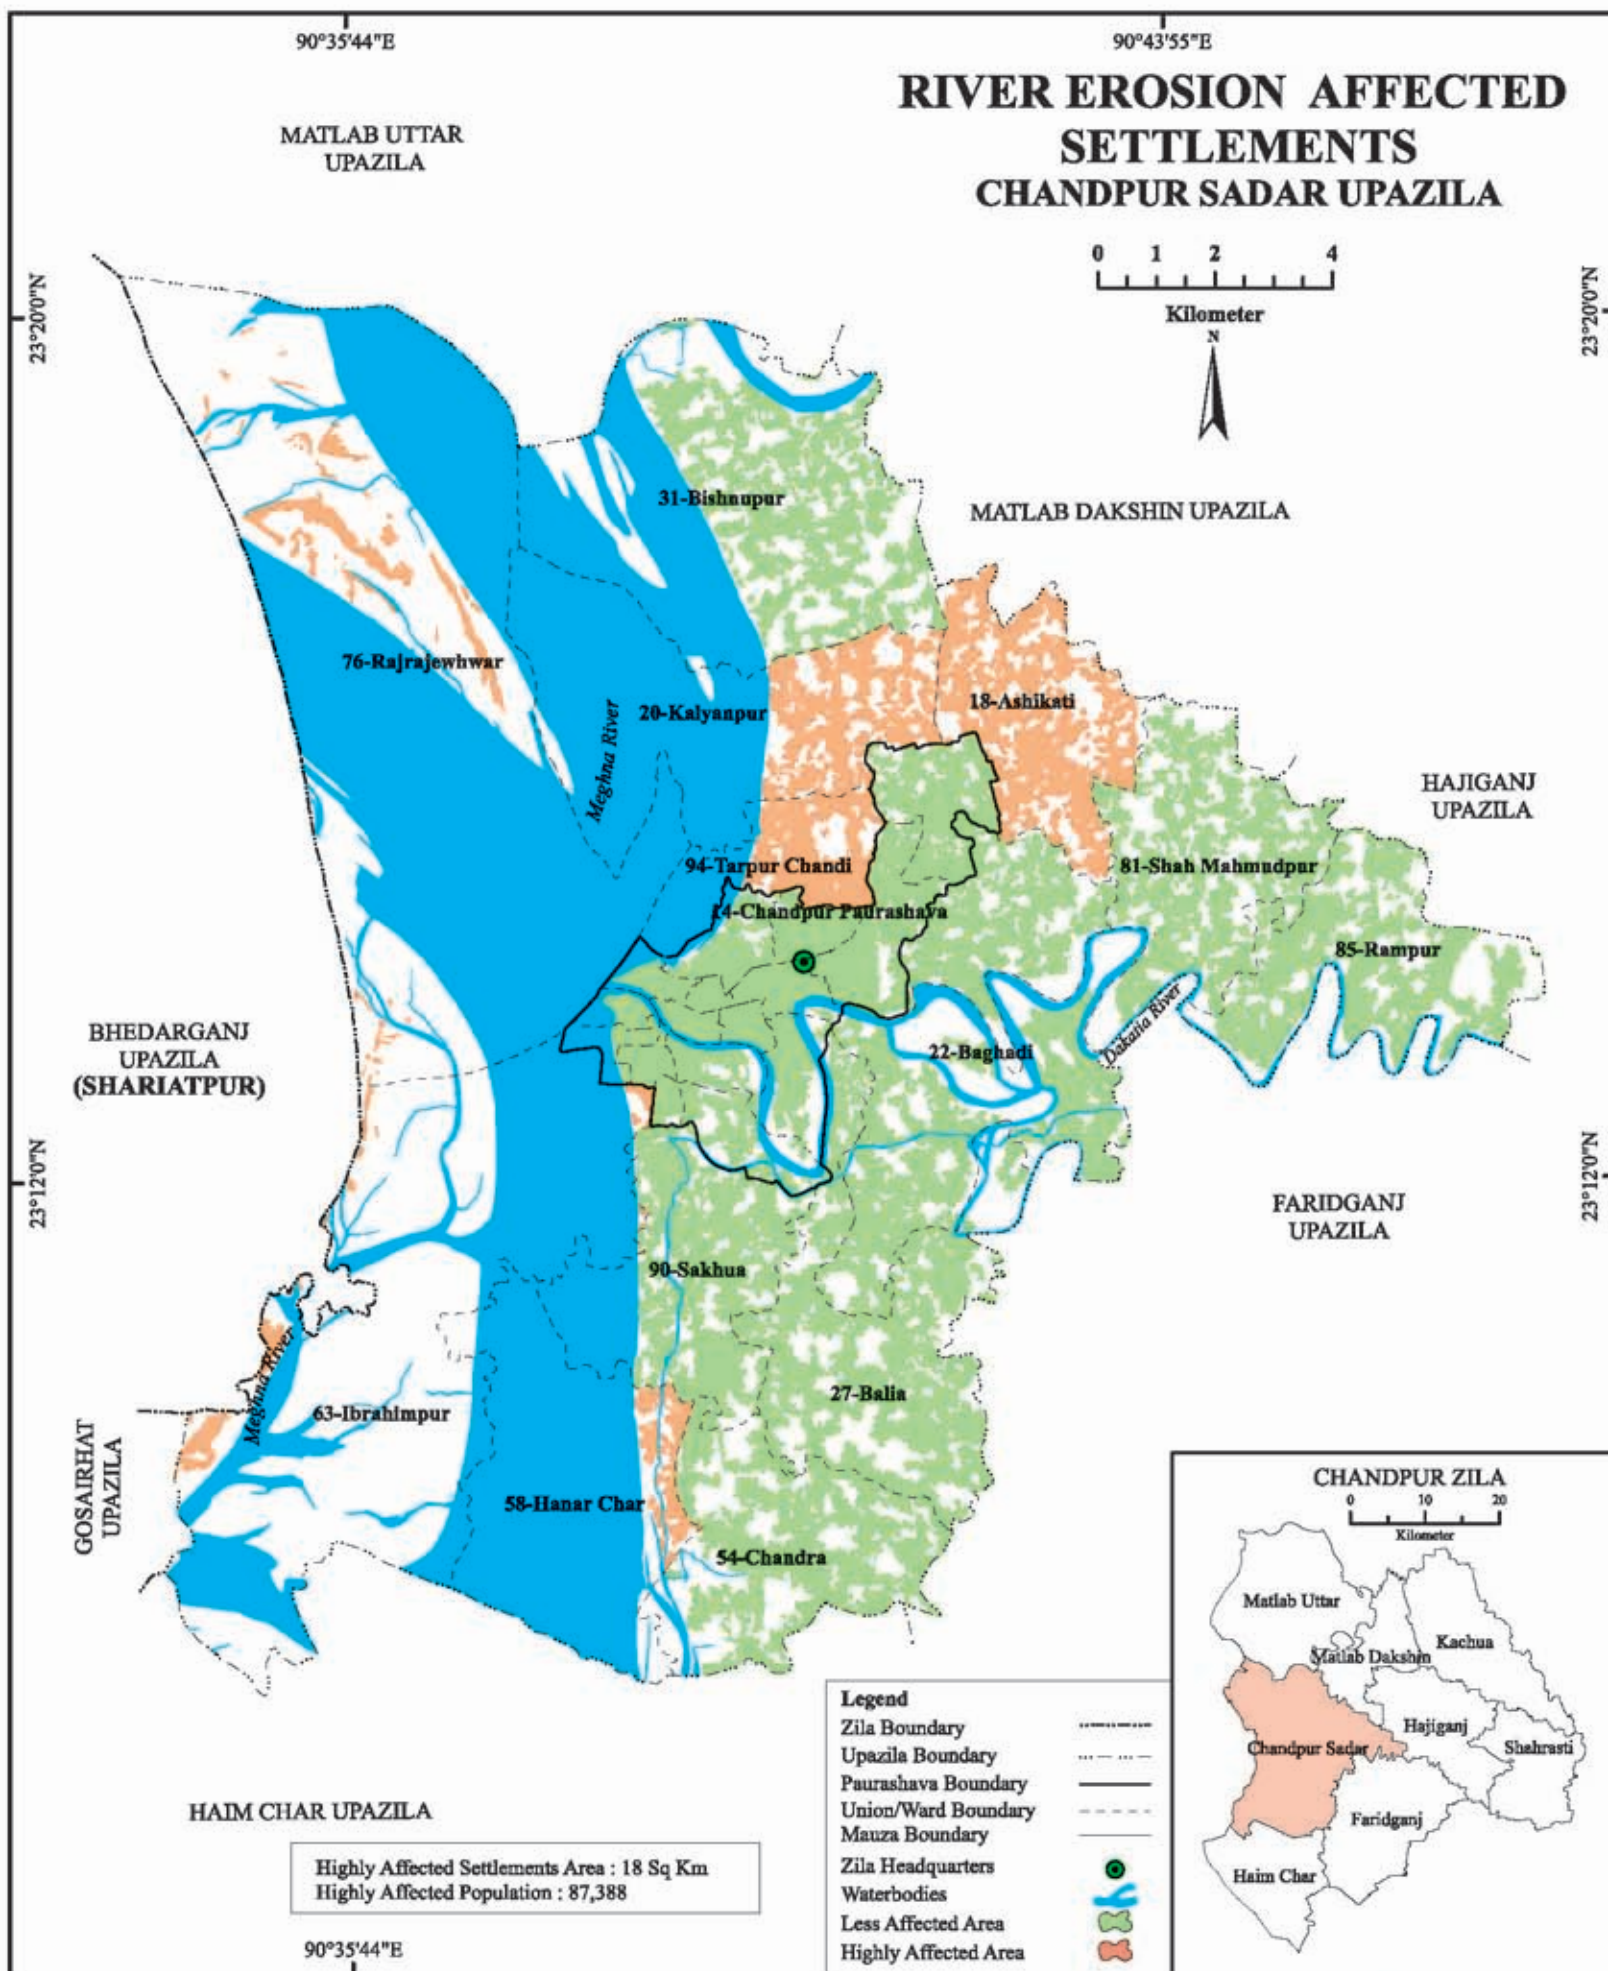 90°35'44"E
90°43'55"E
RIVER EROSION AFFECTED
SETTLEMENTS
CHANDPUR SADAR UPAZILA
0 1 2 4
Kilometer
N
MATLAB UTTAR
UPAZILA
23°20'0"N
23°20'0"N
31-Bishnupur
MATLAB DAKSHIN UPAZILA
76-Rajrajewhwar
20-Kalyanpur
18-Ashikati
Meghna River
HAJIGANJ
UPAZILA
94-Tarpur Chandi
81-Shah Mahmudpur
14-Chandpur Paurashava
85-Rampur
Dakatia River
22-Baghadi
BHEDARGANJ
UPAZILA
(SHARIATPUR)
23°12'0"N
23°12'0"N
FARIDGANJ
UPAZILA
90-Sakhua
Meghna River
27-Balia
63-Ibrahimpur
GOSAIRHAT
UPAZILA
58-Hanar Char
54-Chandra
HAIM CHAR UPAZILA
Highly Affected Settlements Area : 18 Sq Km
Highly Affected Population : 87,388
90°35'44"E
Legend
Zila Boundary
Upazila Boundary
Paurashava Boundary
Union/Ward Boundary
Mauza Boundary
Zila Headquarters
Waterbodies
Less Affected Area
Highly Affected Area
CHANDPUR ZILA
0 10 20
Kilometer
Matlab Uttar
Kachua
Matlab Dakshin
Hajiganj
Chandpur Sadar
Shahrasti
Faridganj
Haim Char